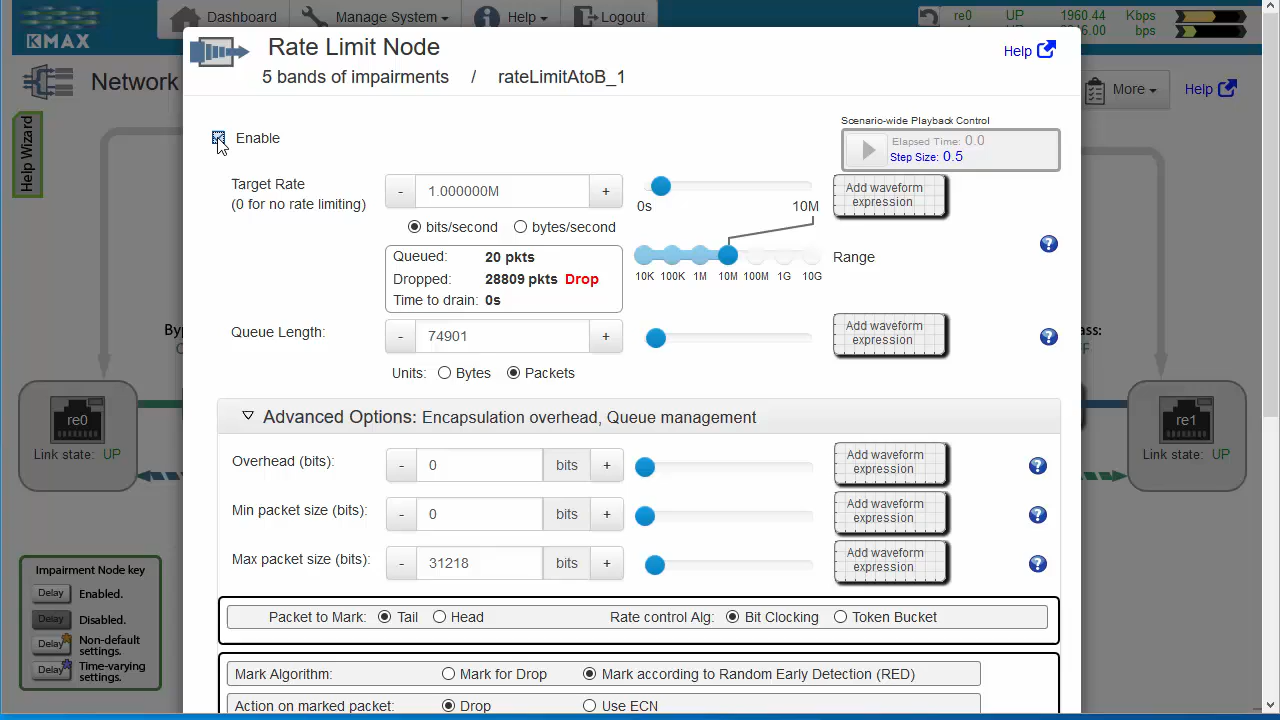 KMAX
Dashboard
Manage System
Help
Logout
re0 UP 1960.44 Kbps
bps
Network
More
Help
Help Wizard
Rate Limit Node
Help
5 bands of impairments / rateLimitAtoB_1
Enable
Scenario-wide Playback Control
Elapsed Time: 0.0
Step Size: 0.5
Target Rate
(0 for no rate limiting)
- 1.000000M +
0s 10M
Add waveform
expression
bits/second bytes/second
Queued: 20 pkts
Dropped: 28809 pkts Drop
Time to drain: 0s
10K 100K 1M 10M 100M 1G 10G
Range
Queue Length:
- 74901 +
Add waveform
expression
Units: Bytes Packets
Advanced Options: Encapsulation overhead, Queue management
Overhead (bits): - 0 bits +
Add waveform
expression
Min packet size (bits): - 0 bits +
Add waveform
expression
Max packet size (bits): - 31218 bits +
Add waveform
expression
Packet to Mark: Tail Head Rate control Alg: Bit Clocking Token Bucket
Mark Algorithm: Mark for Drop Mark according to Random Early Detection (RED)
Action on marked packet: Drop Use ECN
re0
Link state: UP
re1
Link state: UP
Impairment Node key
Delay Enabled.
Delay Disabled.
Delay Non-default
settings.
Delay Time-varying
settings.